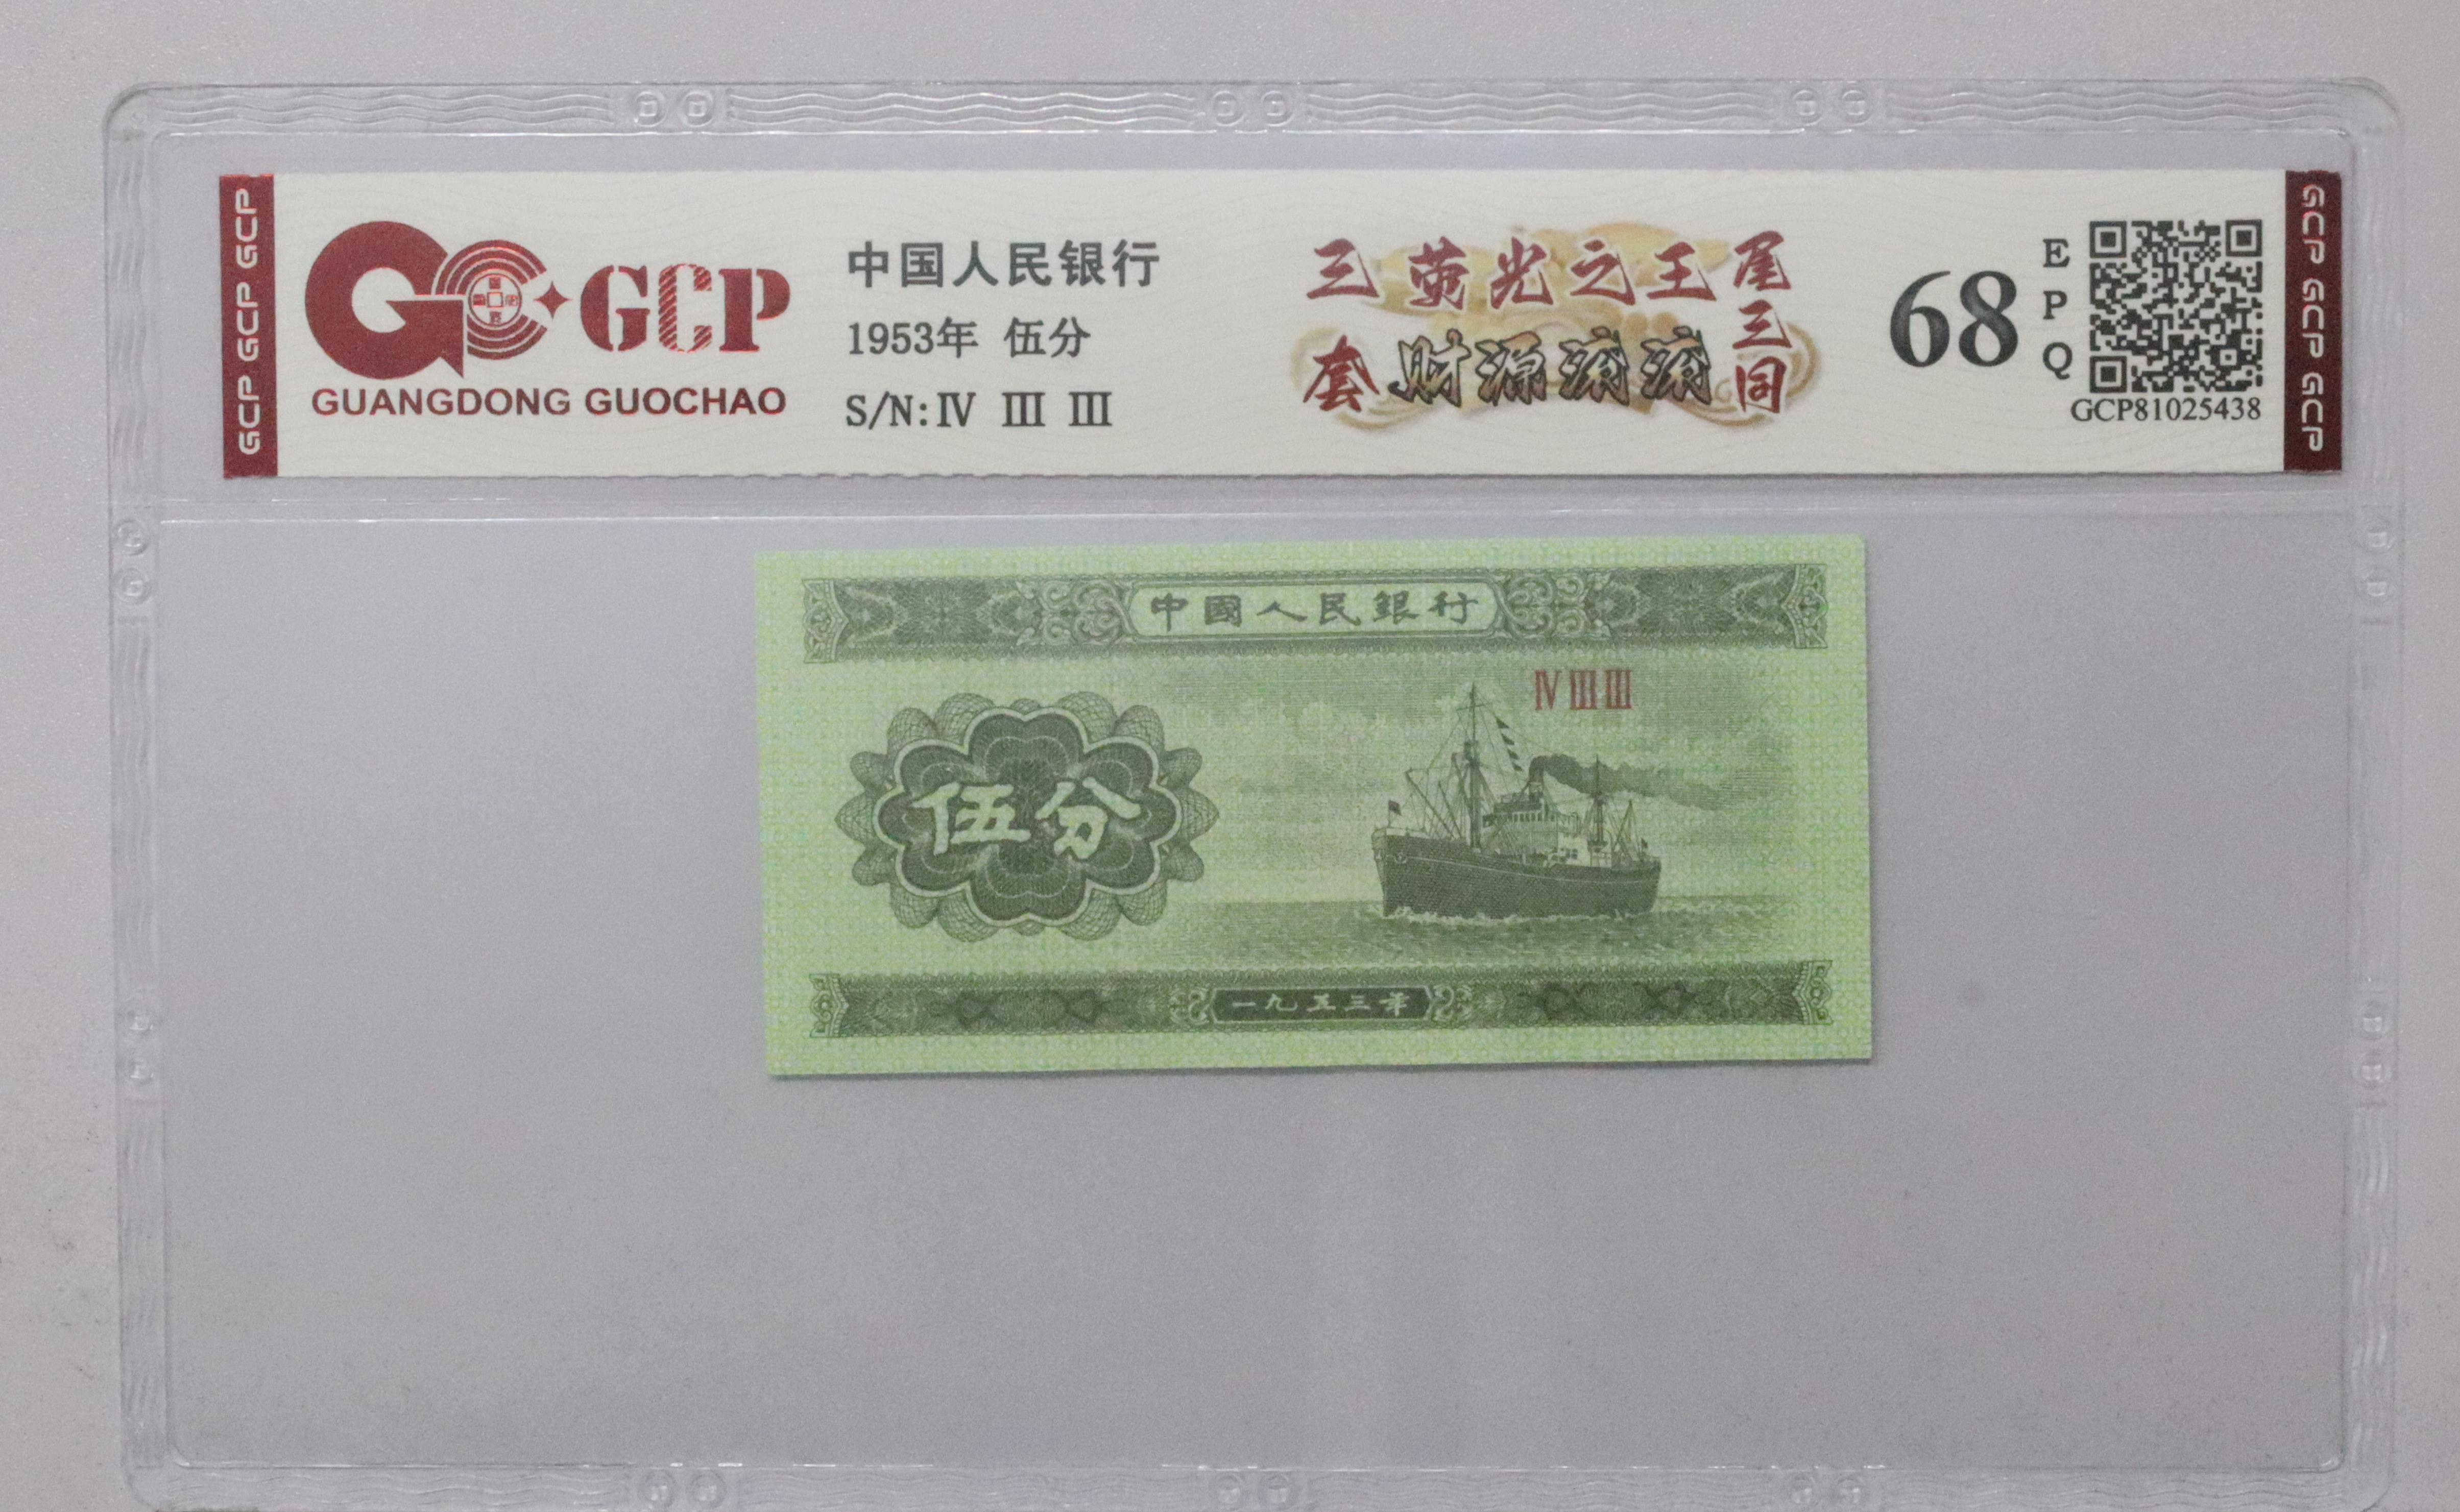 GCP GCP GCP
GCP
GUANGDONG GUOCHAO
中国人民银行
1953年 伍分
S/N:Ⅳ Ⅲ Ⅲ
三套
荧光之王
财源滚滚
尾三同
68
EPQ
GCP81025438
GCP GCP GCP
中國人民銀行
Ⅳ Ⅲ Ⅲ
伍分
一九五三年